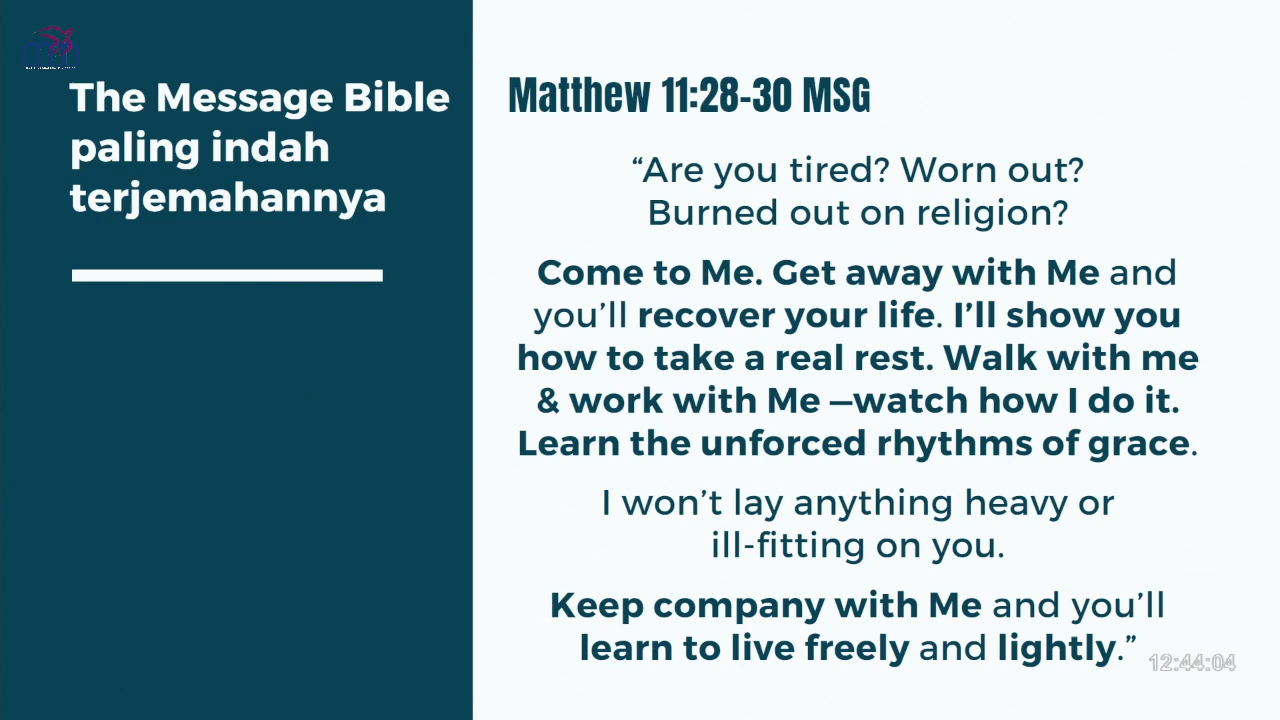 The Message Bible
paling indah
terjemahannya
Matthew 11:28-30 MSG
“Are you tired? Worn out?
Burned out on religion?
Come to Me. Get away with Me and
you’ll recover your life. I’ll show you
how to take a real rest. Walk with me
& work with Me —watch how I do it.
Learn the unforced rhythms of grace.
I won’t lay anything heavy or
ill-fitting on you.
Keep company with Me and you’ll
learn to live freely and lightly.”
12:44:04